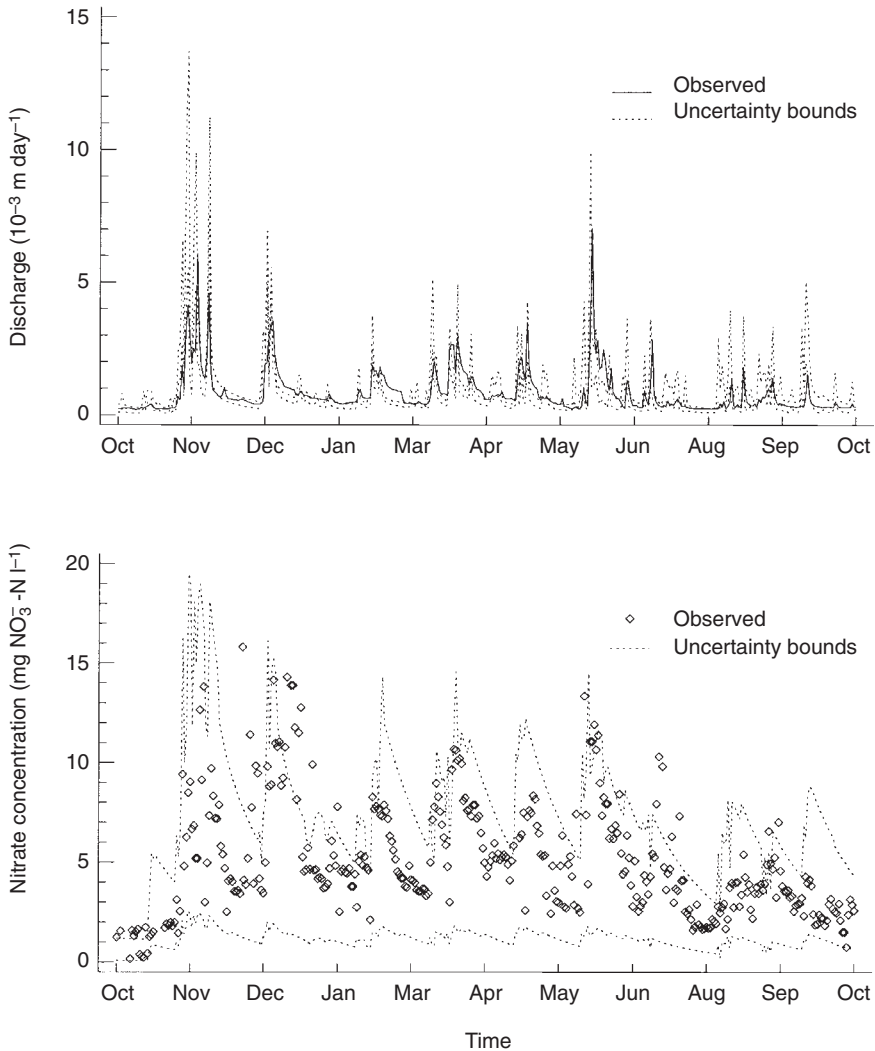 15
10
5
0
Discharge (10⁻³ m day⁻¹)
Observed
Uncertainty bounds
Oct Nov Dec Jan Mar Apr May Jun Aug Sep Oct
20
15
10
5
0
Nitrate concentration (mg NO₃⁻ -N l⁻¹)
Observed
Uncertainty bounds
Oct Nov Dec Jan Mar Apr May Jun Aug Sep Oct
Time